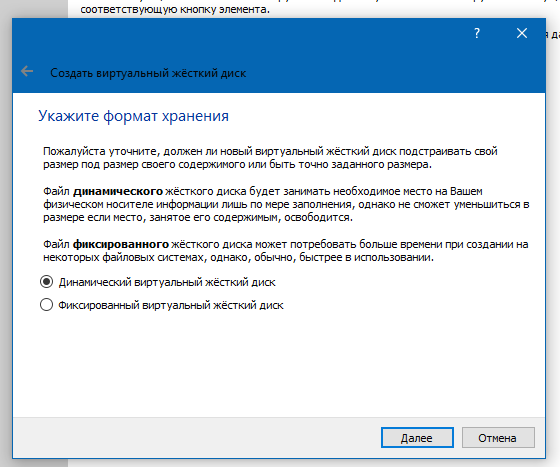 соответствующую кнопку элемента.
?
Создать виртуальный жёсткий диск
Укажите формат хранения
Пожалуйста уточните, должен ли новый виртуальный жёсткий диск подстраивать свой
размер под размер своего содержимого или быть точно заданного размера.
Файл динамического жёсткого диска будет занимать необходимое место на Вашем
физическом носителе информации лишь по мере заполнения, однако не сможет уменьшиться в
размере если место, занятое его содержимым, освободится.
Файл фиксированного жёсткого диска может потребовать больше времени при создании на
некоторых файловых системах, однако, обычно, быстрее в использовании.
Динамический виртуальный жёсткий диск
Фиксированный виртуальный жёсткий диск
Далее
Отмена